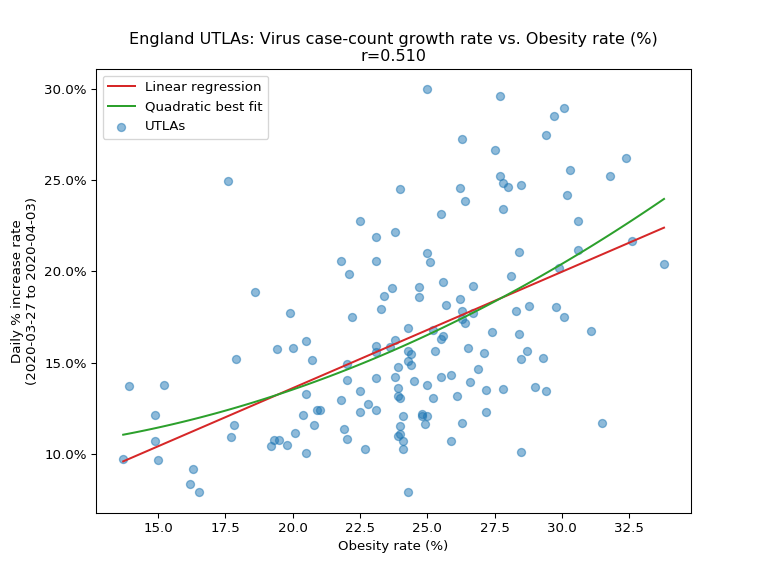 England UTLAs: Virus case-count growth rate vs. Obesity rate (%)
r=0.510
Linear regression
Quadratic best fit
UTLAs
30.0%
25.0%
20.0%
15.0%
10.0%
Daily % increase rate
(2020-03-27 to 2020-04-03)
15.0
17.5
20.0
22.5
25.0
27.5
30.0
32.5
Obesity rate (%)